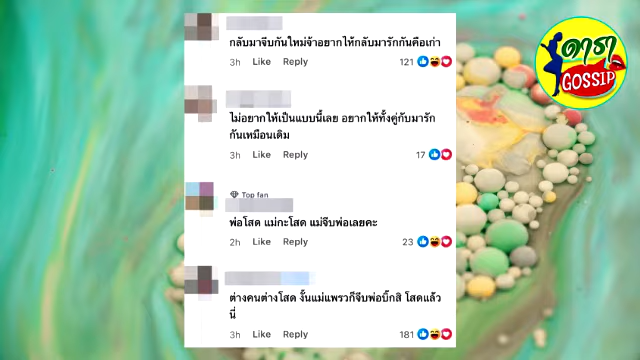 ดารา
GOSSIP
กลับมาจีบกันใหม่จ้าอยากไห้กลับมารักกันคือเก่า
3h Like Reply 121
ไม่อยากให้เป็นแบบนี้เลย อยากให้ทั้งคู่กับมารัก
กันเหมือนเดิม
3h Like Reply 17
Top fan
พ่อโสด แม่กะโสด แม่จีบพ่อเลยคะ
2h Like Reply 23
ต่างคนต่างโสด งั้นแม่แพรวก็จีบพ่อบิ๊กสิ โสดแล้ว
นี่
3h Like Reply 181